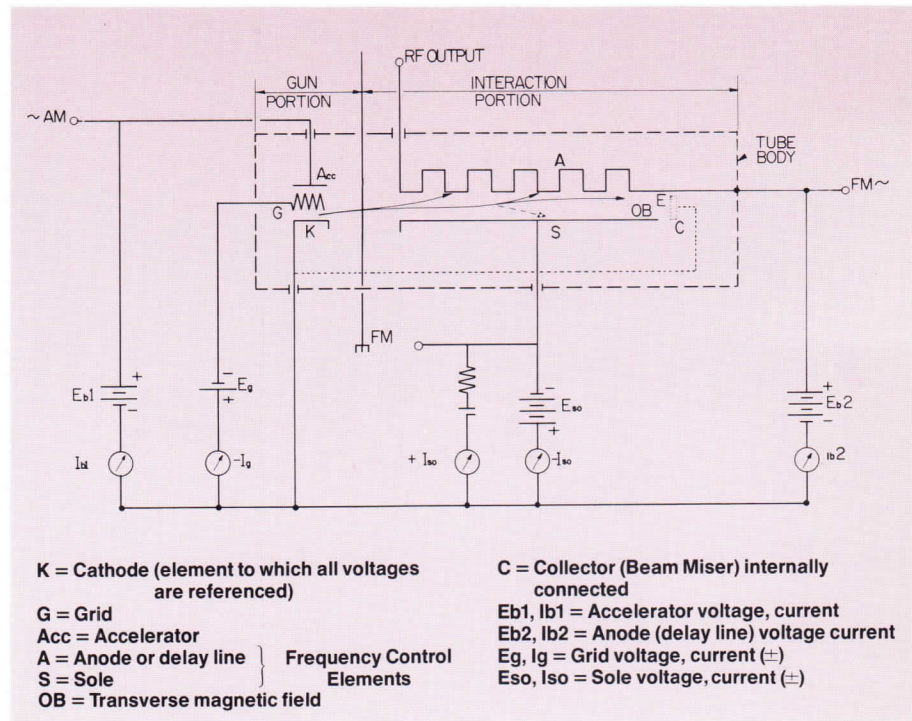 RF OUTPUT
GUN
PORTION
INTERACTION
PORTION
~ AM
TUBE
BODY
Acc
A
FM~
G
K
E
OB
S
C
FM
+
-
+
Eb1
-
Eg
+
-
Eso
+
Eb2
-
Ib1
-Ig
+ Iso
-Iso
Ib2
K = Cathode (element to which all voltages
are referenced)
G = Grid
Acc = Accelerator
A = Anode or delay line
S = Sole
Frequency Control
Elements
OB = Transverse magnetic field
C = Collector (Beam Miser) internally
connected
Eb1, Ib1 = Accelerator voltage, current
Eb2, Ib2 = Anode (delay line) voltage current
Eg, Ig = Grid voltage, current (±)
Eso, Iso = Sole voltage, current (±)